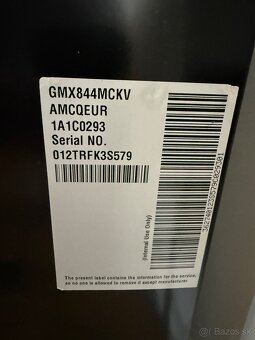 GMX844MCKV
AMCQEUR
1A1C0293
Serial NO.
012TRFK3S579
(Internal Use Only)
The present label contains the information for service,
so no one is allowed to remove it except manufacturer
Bazos.sk